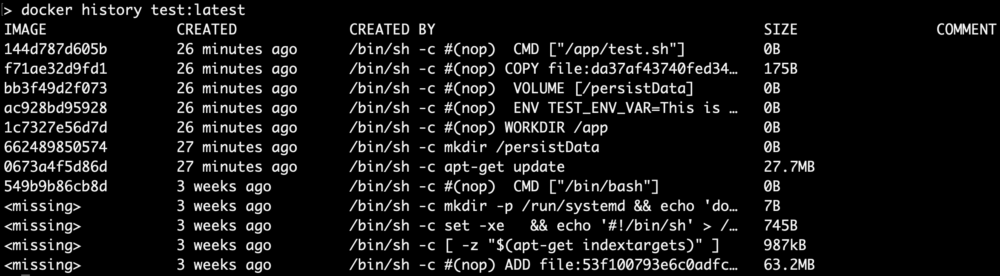 > docker history test:latest
IMAGE CREATED CREATED BY SIZE COMMENT
144d787d605b 26 minutes ago /bin/sh -c #(nop)  CMD ["/app/test.sh"] 0B
f71ae32d9fd1 26 minutes ago /bin/sh -c #(nop) COPY file:da37af43740fed34… 175B
bb3f49d2f073 26 minutes ago /bin/sh -c #(nop)  VOLUME [/persistData] 0B
ac928bd95928 26 minutes ago /bin/sh -c #(nop)  ENV TEST_ENV_VAR=This is … 0B
1c7327e56d7d 26 minutes ago /bin/sh -c #(nop) WORKDIR /app 0B
662489850574 27 minutes ago /bin/sh -c mkdir /persistData 0B
0673a4f5d86d 27 minutes ago /bin/sh -c apt-get update 27.7MB
549b9b86cb8d 3 weeks ago /bin/sh -c #(nop)  CMD ["/bin/bash"] 0B
<missing> 3 weeks ago /bin/sh -c mkdir -p /run/systemd && echo 'do… 7B
<missing> 3 weeks ago /bin/sh -c set -xe   && echo '#!/bin/sh' > /… 745B
<missing> 3 weeks ago /bin/sh -c [ -z "$(apt-get indextargets)" ] 987kB
<missing> 3 weeks ago /bin/sh -c #(nop) ADD file:53f100793e6c0adfc… 63.2MB